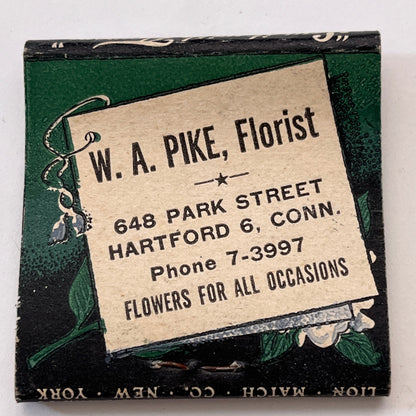 W. A. PIKE, Florist
648 PARK STREET
HARTFORD 6, CONN.
Phone 7-3997
FLOWERS FOR ALL OCCASIONS
LION · MATCH · CO. · NEW · YORK